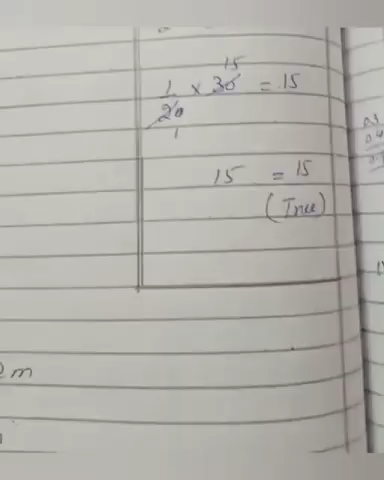 15
1/20 × 30 = 15
1
15 = 15
(True)
m